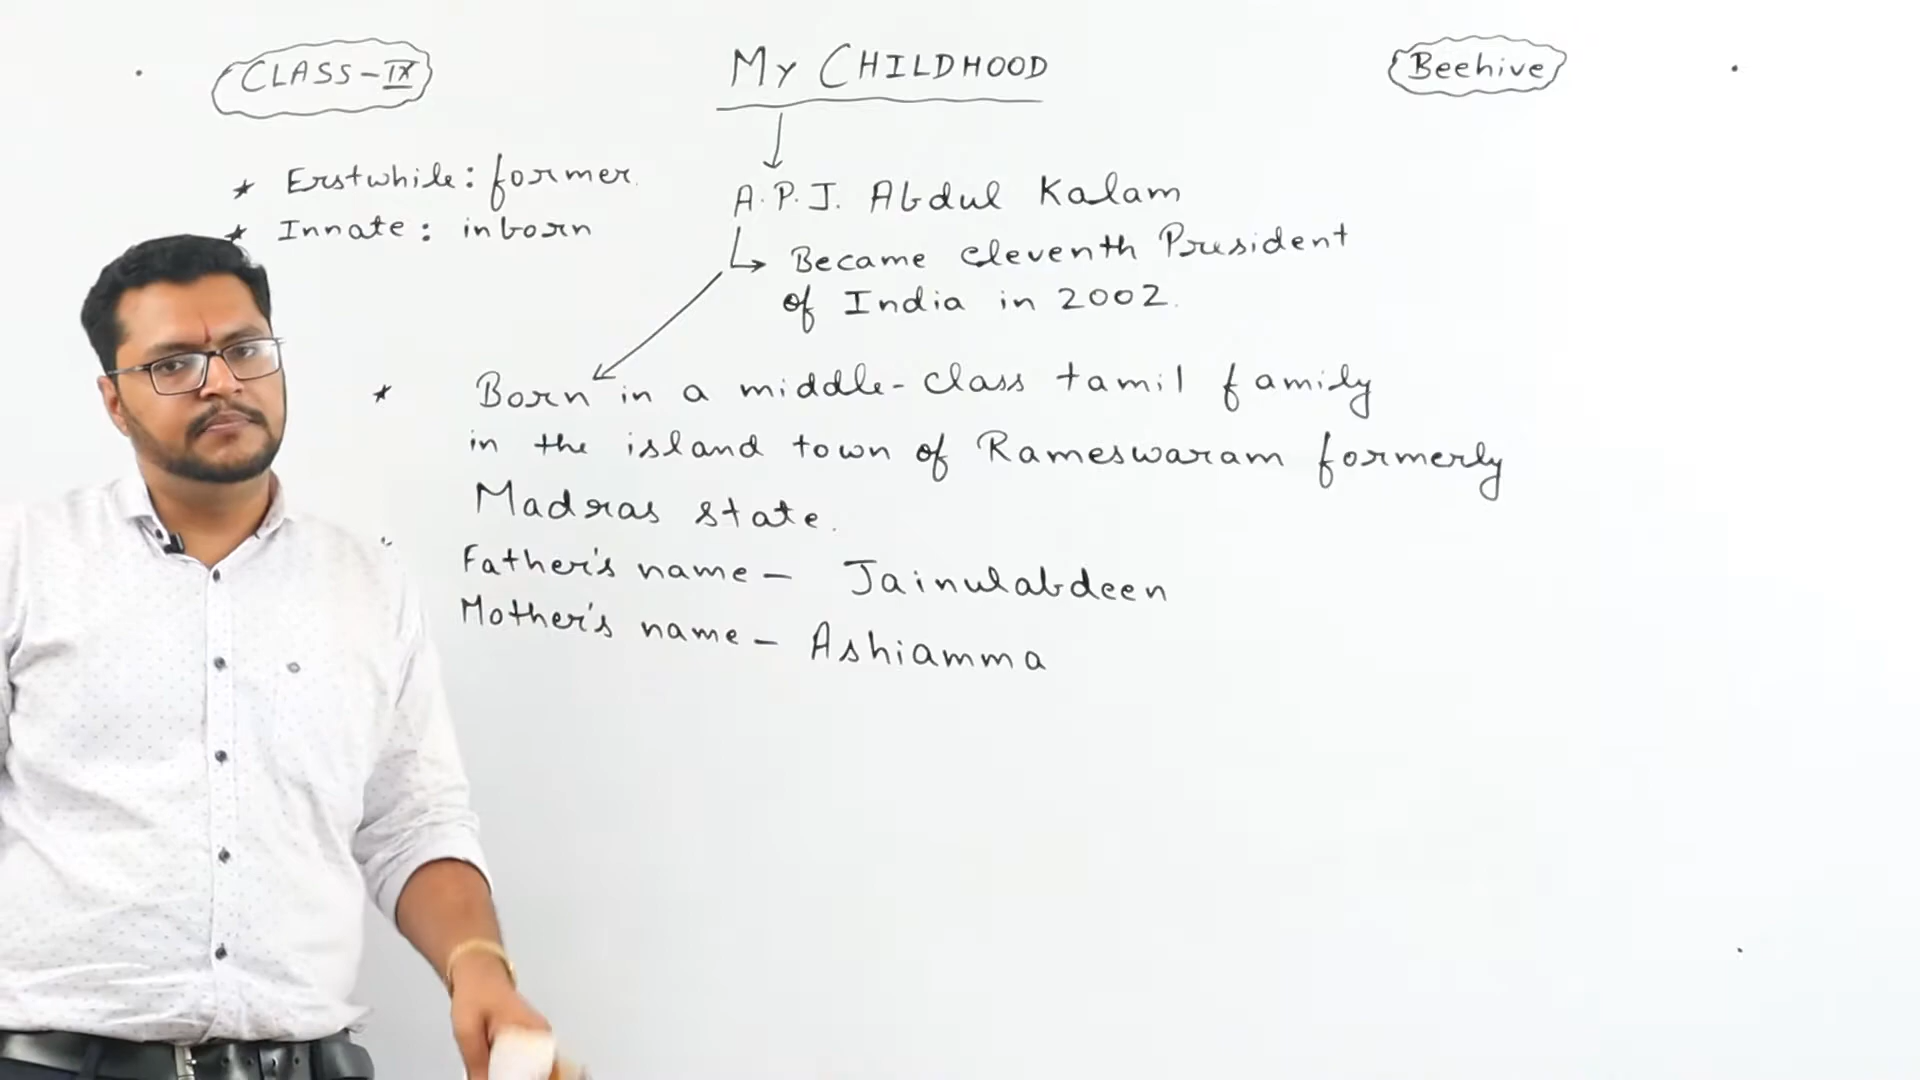 CLASS-IX
MY CHILDHOOD
Beehive
* Erstwhile: former.
* Innate: inborn
A.P.J. Abdul Kalam
Became eleventh President
of India in 2002.
* Born in a middle-class tamil family
in the island town of Rameswaram formerly
Madras state.
Father's name - Jainulabdeen
Mother's name - Ashiamma